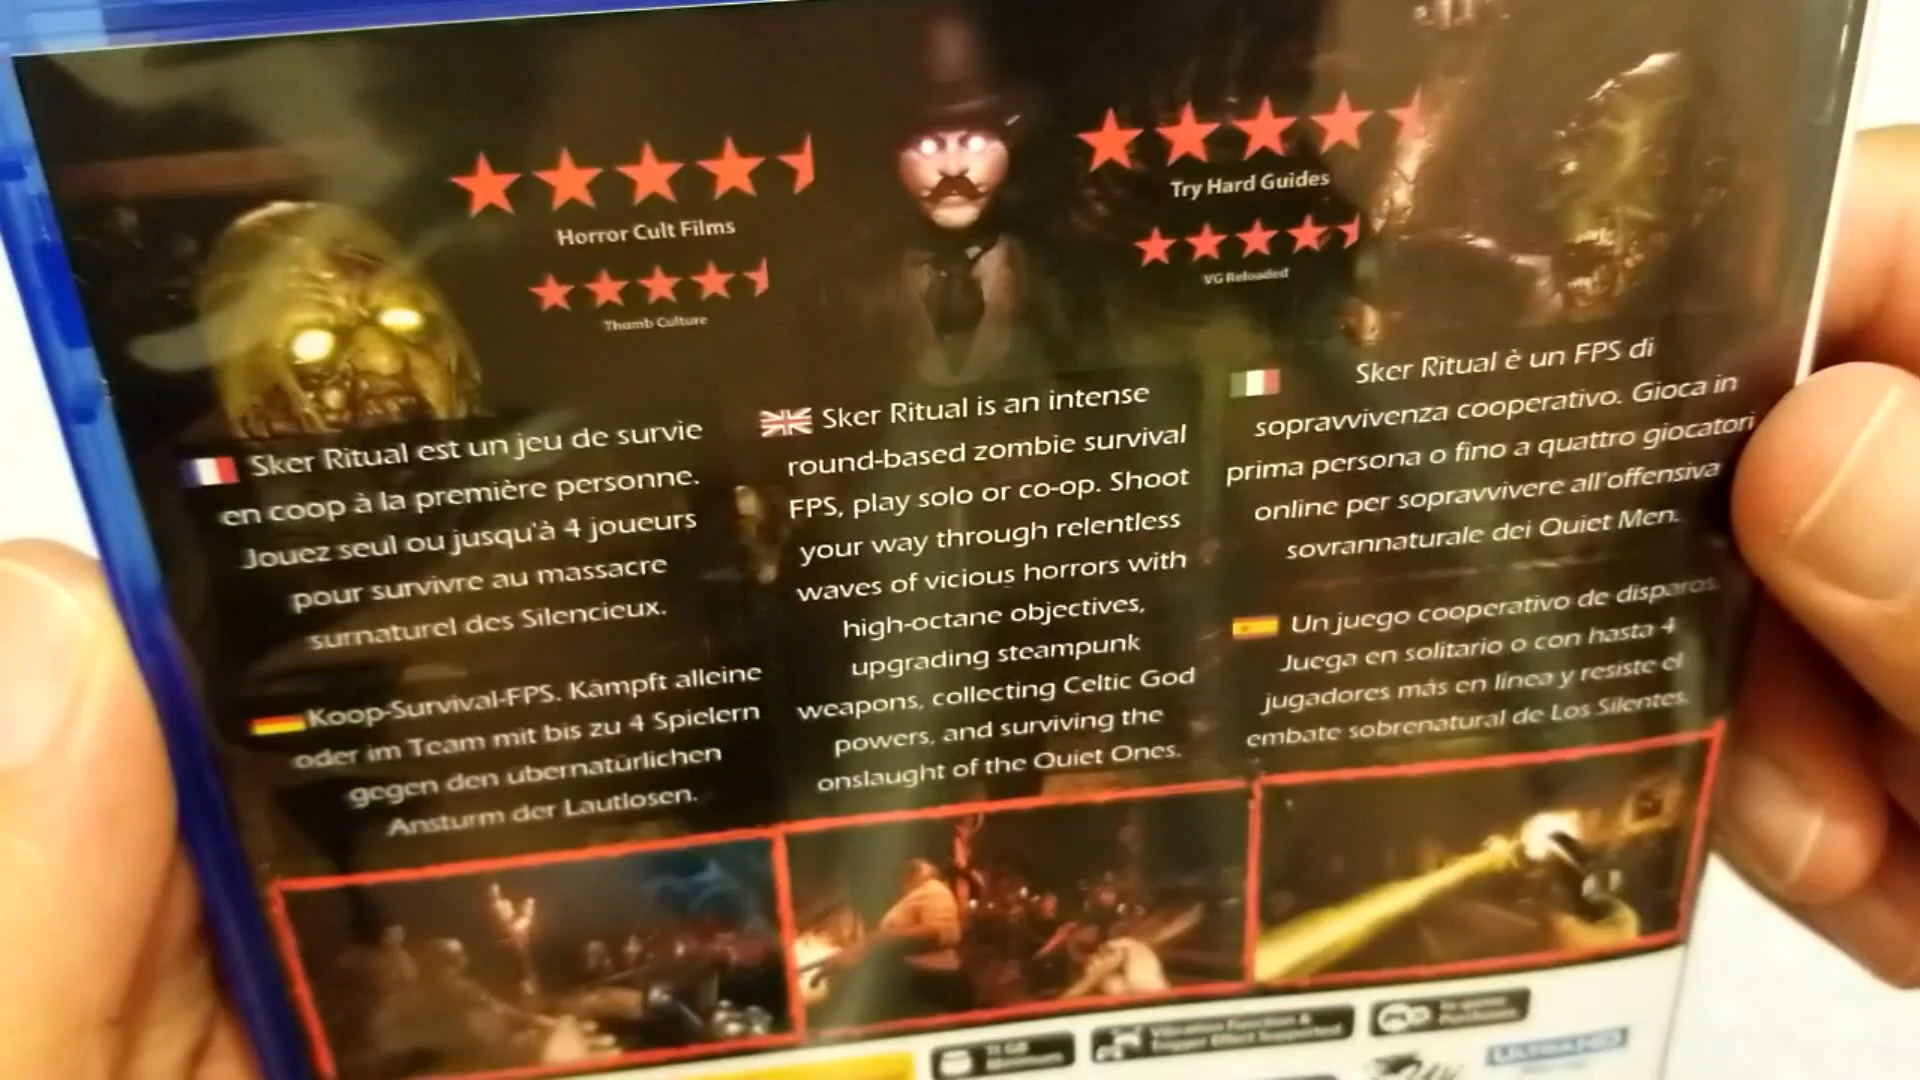 Horror Cult Films
Thumb Culture
Try Hard Guides
VG Reloaded
Sker Ritual est un jeu de survie
en coop à la première personne.
Jouez seul ou jusqu'à 4 joueurs
pour survivre au massacre
surnaturel des Silencieux.
Koop-Survival-FPS. Kämpft alleine
oder im Team mit bis zu 4 Spielern
gegen den übernatürlichen
Ansturm der Lautlosen.
Sker Ritual is an intense
round-based zombie survival
FPS, play solo or co-op. Shoot
your way through relentless
waves of vicious horrors with
high-octane objectives,
upgrading steampunk
weapons, collecting Celtic God
powers, and surviving the
onslaught of the Quiet Ones.
Sker Ritual è un FPS di
sopravvivenza cooperativo. Gioca in
prima persona o fino a quattro giocatori
online per sopravvivere all'offensiva
sovrannaturale dei Quiet Men.
Un juego cooperativo de disparos.
Juega en solitario o con hasta 4
jugadores más en línea y resiste el
embate sobrenatural de Los Silentes.
Vibration Function &
Trigger Effect Supported
ULTRA HD